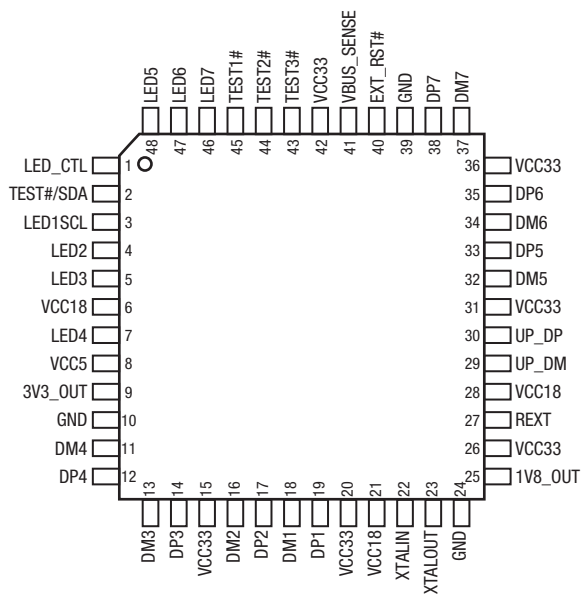 LED5
LED6
LED7
TEST1#
TEST2#
TEST3#
VCC33
VBUS_SENSE
EXT_RST#
GND
DP7
DM7
48
47
46
45
44
43
42
41
40
39
38
37
LED_CTL 1
TEST#/SDA 2
LED1SCL 3
LED2 4
LED3 5
VCC18 6
LED4 7
VCC5 8
3V3_OUT 9
GND 10
DM4 11
DP4 12
36 VCC33
35 DP6
34 DM6
33 DP5
32 DM5
31 VCC33
30 UP_DP
29 UP_DM
28 VCC18
27 REXT
26 VCC33
25 1V8_OUT
13
14
15
16
17
18
19
20
21
22
23
24
DM3
DP3
VCC33
DM2
DP2
DM1
DP1
VCC33
VCC18
XTALIN
XTALOUT
GND